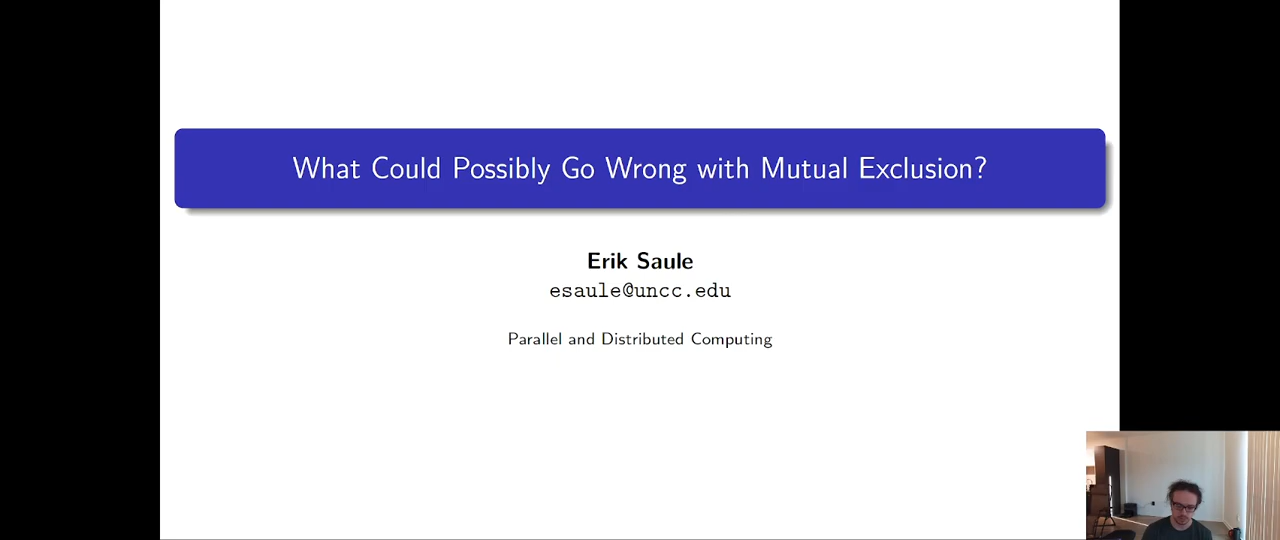 What Could Possibly Go Wrong with Mutual Exclusion?
Erik Saule
esaule@uncc.edu
Parallel and Distributed Computing